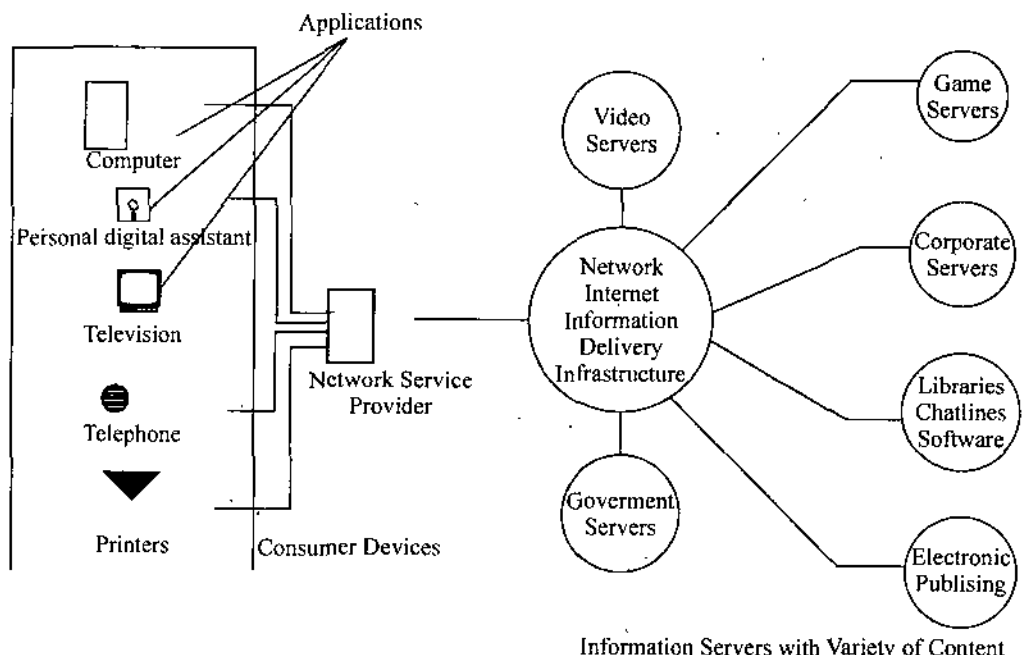 Applications
Computer
Personal digital assistant
Television
Telephone
Printers
Consumer Devices
Network Service
Provider
Video
Servers
Network
Internet
Information
Delivery
Infrastructure
Goverment
Servers
Game
Servers
Corporate
Servers
Libraries
Chatlines
Software
Electronic
Publising
Information Servers with Variety of Content